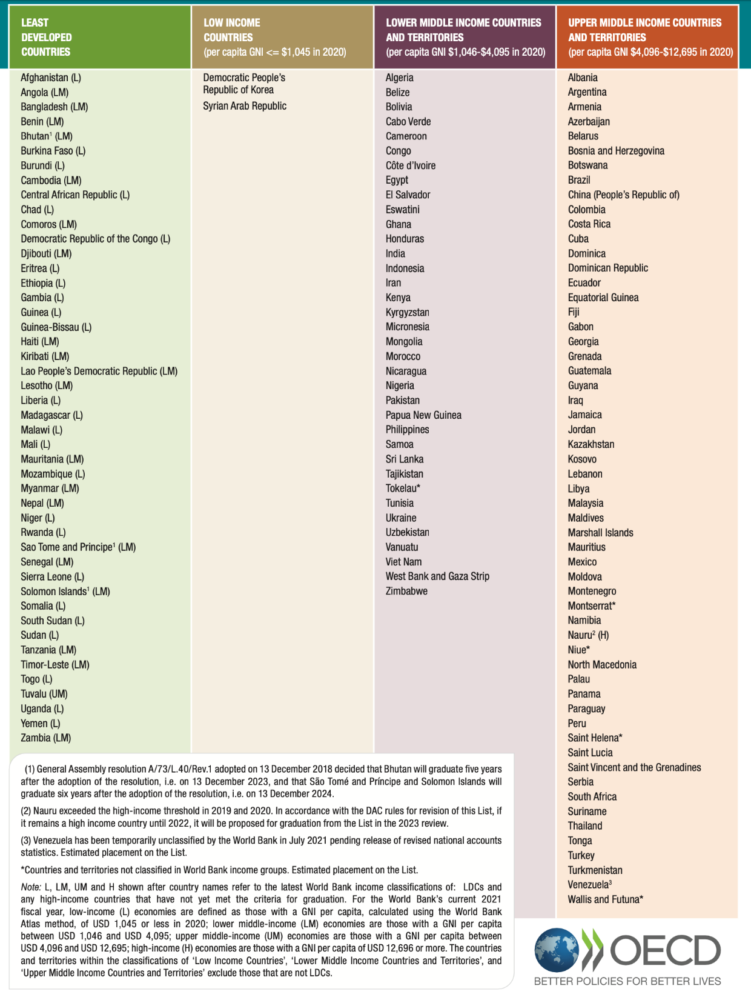 LEAST
DEVELOPED
COUNTRIES
Afghanistan (L)
Angola (LM)
Bangladesh (LM)
Benin (LM)
Bhutan¹ (LM)
Burkina Faso (L)
Burundi (L)
Cambodia (LM)
Central African Republic (L)
Chad (L)
Comoros (LM)
Democratic Republic of the Congo (L)
Djibouti (LM)
Eritrea (L)
Ethiopia (L)
Gambia (L)
Guinea (L)
Guinea-Bissau (L)
Haiti (LM)
Kiribati (LM)
Lao People’s Democratic Republic (LM)
Lesotho (LM)
Liberia (L)
Madagascar (L)
Malawi (L)
Mali (L)
Mauritania (LM)
Mozambique (L)
Myanmar (LM)
Nepal (LM)
Niger (L)
Rwanda (L)
Sao Tome and Principe¹ (LM)
Senegal (LM)
Sierra Leone (L)
Solomon Islands¹ (LM)
Somalia (L)
South Sudan (L)
Sudan (L)
Tanzania (LM)
Timor-Leste (LM)
Togo (L)
Tuvalu (UM)
Uganda (L)
Yemen (L)
Zambia (LM)
LOW INCOME
COUNTRIES
(per capita GNI <= $1,045 in 2020)
Democratic People’s
Republic of Korea
Syrian Arab Republic
LOWER MIDDLE INCOME COUNTRIES
AND TERRITORIES
(per capita GNI $1,046-$4,095 in 2020)
Algeria
Belize
Bolivia
Cabo Verde
Cameroon
Congo
Côte d’Ivoire
Egypt
El Salvador
Eswatini
Ghana
Honduras
India
Indonesia
Iran
Kenya
Kyrgyzstan
Micronesia
Mongolia
Morocco
Nicaragua
Nigeria
Pakistan
Papua New Guinea
Philippines
Samoa
Sri Lanka
Tajikistan
Tokelau*
Tunisia
Ukraine
Uzbekistan
Vanuatu
Viet Nam
West Bank and Gaza Strip
Zimbabwe
UPPER MIDDLE INCOME COUNTRIES
AND TERRITORIES
(per capita GNI $4,096-$12,695 in 2020)
Albania
Argentina
Armenia
Azerbaijan
Belarus
Bosnia and Herzegovina
Botswana
Brazil
China (People’s Republic of)
Colombia
Costa Rica
Cuba
Dominica
Dominican Republic
Ecuador
Equatorial Guinea
Fiji
Gabon
Georgia
Grenada
Guatemala
Guyana
Iraq
Jamaica
Jordan
Kazakhstan
Kosovo
Lebanon
Libya
Malaysia
Maldives
Marshall Islands
Mauritius
Mexico
Moldova
Montenegro
Montserrat*
Namibia
Nauru² (H)
Niue*
North Macedonia
Palau
Panama
Paraguay
Peru
Saint Helena*
Saint Lucia
Saint Vincent and the Grenadines
Serbia
South Africa
Suriname
Thailand
Tonga
Turkey
Turkmenistan
Venezuela³
Wallis and Futuna*
(1) General Assembly resolution A/73/L.40/Rev.1 adopted on 13 December 2018 decided that Bhutan will graduate five years
after the adoption of the resolution, i.e. on 13 December 2023, and that São Tomé and Príncipe and Solomon Islands will
graduate six years after the adoption of the resolution, i.e. on 13 December 2024.
(2) Nauru exceeded the high-income threshold in 2019 and 2020. In accordance with the DAC rules for revision of this List, if
it remains a high income country until 2022, it will be proposed for graduation from the List in the 2023 review.
(3) Venezuela has been temporarily unclassified by the World Bank in July 2021 pending release of revised national accounts
statistics. Estimated placement on the List.
*Countries and territories not classified in World Bank income groups. Estimated placement on the List.
Note: L, LM, UM and H shown after country names refer to the latest World Bank income classifications of: LDCs and
any high-income countries that have not yet met the criteria for graduation. For the World Bank’s current 2021
fiscal year, low-income (L) economies are defined as those with a GNI per capita, calculated using the World Bank
Atlas method, of USD 1,045 or less in 2020; lower middle-income (LM) economies are those with a GNI per capita
between USD 1,046 and USD 4,095; upper middle-income (UM) economies are those with a GNI per capita between
USD 4,096 and USD 12,695; high-income (H) economies are those with a GNI per capita of USD 12,696 or more. The countries
and territories within the classifications of ‘Low Income Countries’, ‘Lower Middle Income Countries and Territories’, and
‘Upper Middle Income Countries and Territories’ exclude those that are not LDCs.
OECD
BETTER POLICIES FOR BETTER LIVES